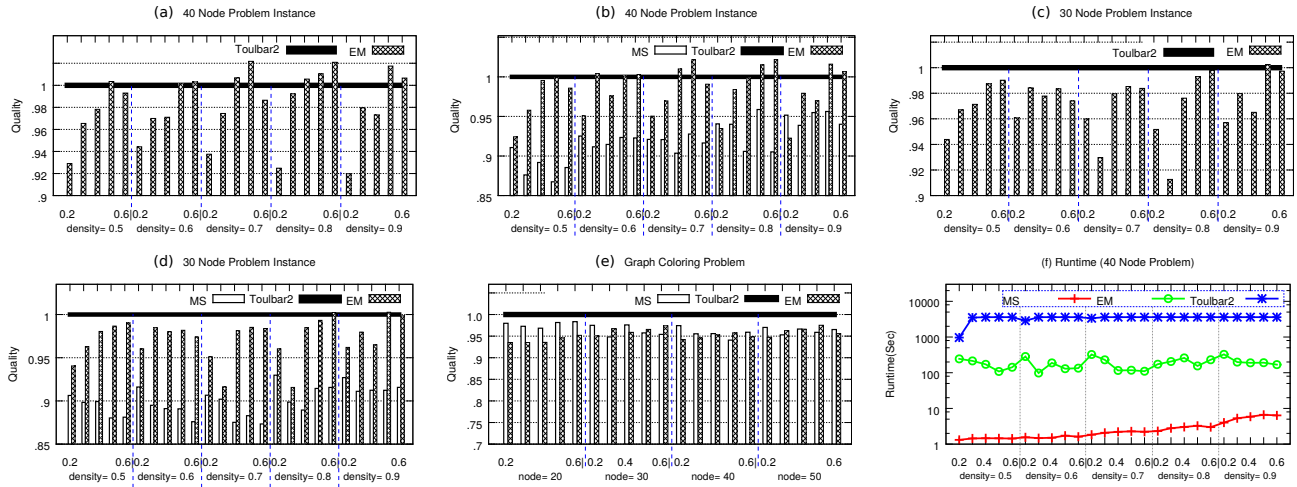 (a) 40 Node Problem Instance
Toulbar2 EM
Quality
1
.98
.96
.94
.92
.9
0.2 0.6 0.2 0.6 0.2 0.6 0.2 0.6 0.2 0.6
density= 0.5 density= 0.6 density= 0.7 density= 0.8 density= 0.9
(b) 40 Node Problem Instance
MS Toulbar2 EM
Quality
1
0.95
.9
.85
0.2 0.6 0.2 0.6 0.2 0.6 0.2 0.6 0.2 0.6
density= 0.5 density= 0.6 density= 0.7 density= 0.8 density= 0.9
(c) 30 Node Problem Instance
Toulbar2 EM
Quality
1
.98
.96
.94
.92
.9
0.2 0.6 0.2 0.6 0.2 0.6 0.2 0.6 0.2 0.6
density= 0.5 density= 0.6 density= 0.7 density= 0.8 density= 0.9
(d) 30 Node Problem Instance
MS Toulbar2 EM
Quality
1
0.95
.9
.85
0.2 0.6 0.2 0.6 0.2 0.6 0.2 0.6 0.2 0.6
density= 0.5 density= 0.6 density= 0.7 density= 0.8 density= 0.9
(e) Graph Coloring Problem
MS Toulbar2 EM
Quality
1.0
.95
.9
.85
.8
.75
.7
0.2 0.6 0.2 0.4 0.6 0.2 0.6 0.2 0.6
node= 20 node= 30 node= 40 node= 50
(f) Runtime (40 Node Problem)
MS EM Toulbar2
Runtime(Sec)
10000
1000
100
10
1
0.2 0.4 0.6 0.2 0.4 0.6 0.2 0.4 0.6 0.2 0.4 0.6 0.2 0.4 0.6
density= 0.5 density= 0.6 density= 0.7 density= 0.8 density= 0.9